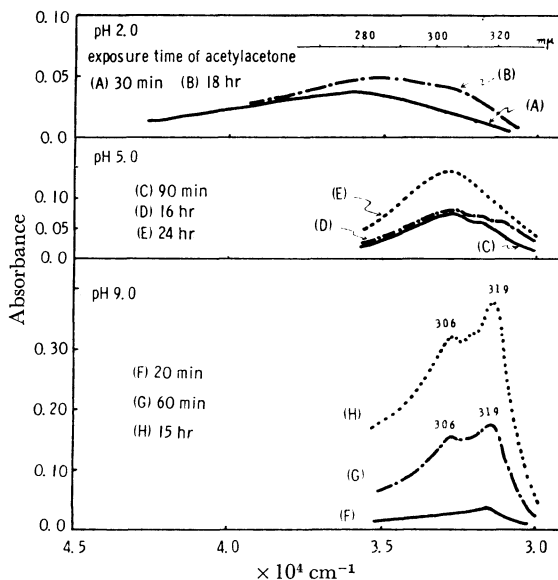 pH 2.0
280 305 320 mμ
exposure time of acetylacetone
(A) 30 min (B) 18 hr
(B)
(A)
0.10
0.05
0.0
pH 5.0
(C) 90 min
(D) 16 hr
(E) 24 hr
(E)
(D)
(C)
0.15
0.10
0.05
0.0
pH 9.0
(F) 20 min
(G) 60 min
(H) 15 hr
306 319
(H)
306 319
(G)
(F)
0.30
0.20
0.10
0.0
Absorbance
4.5 4.0 3.5 3.0
× 10⁴ cm⁻¹